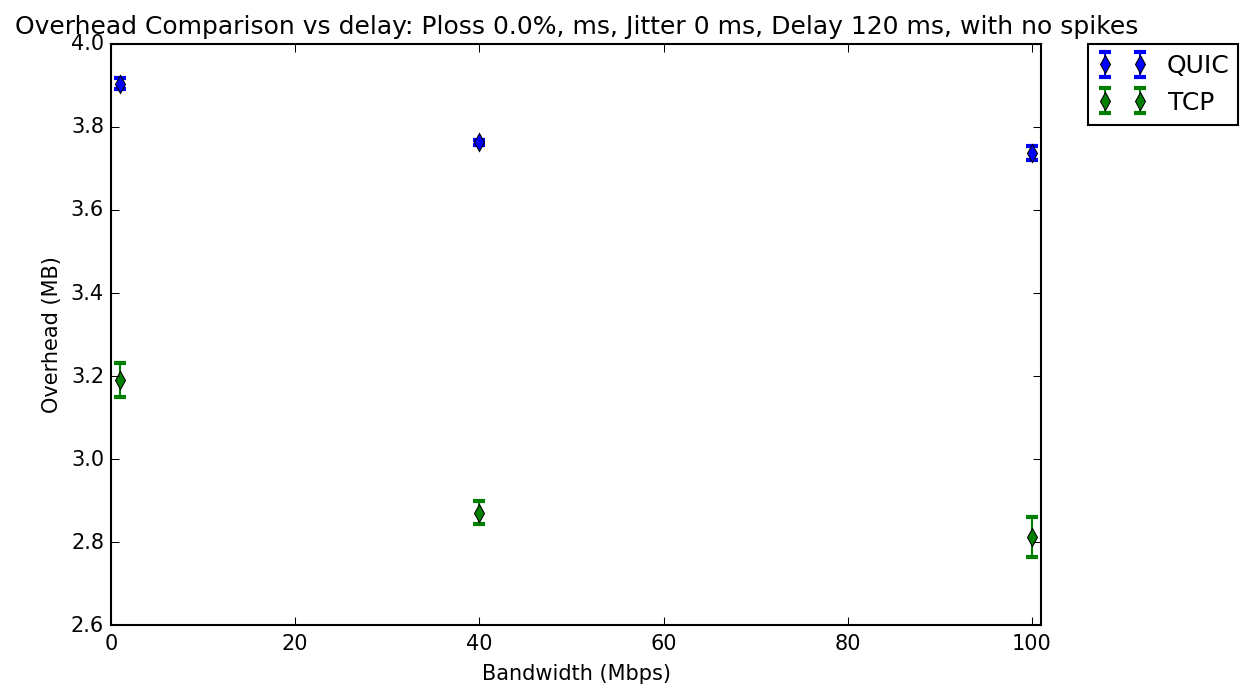 Overhead Comparison vs delay: Ploss 0.0%, ms, Jitter 0 ms, Delay 120 ms, with no spikes
QUIC
TCP
4.0
3.8
3.6
3.4
3.2
3.0
2.8
2.6
Overhead (MB)
0 20 40 60 80 100
Bandwidth (Mbps)